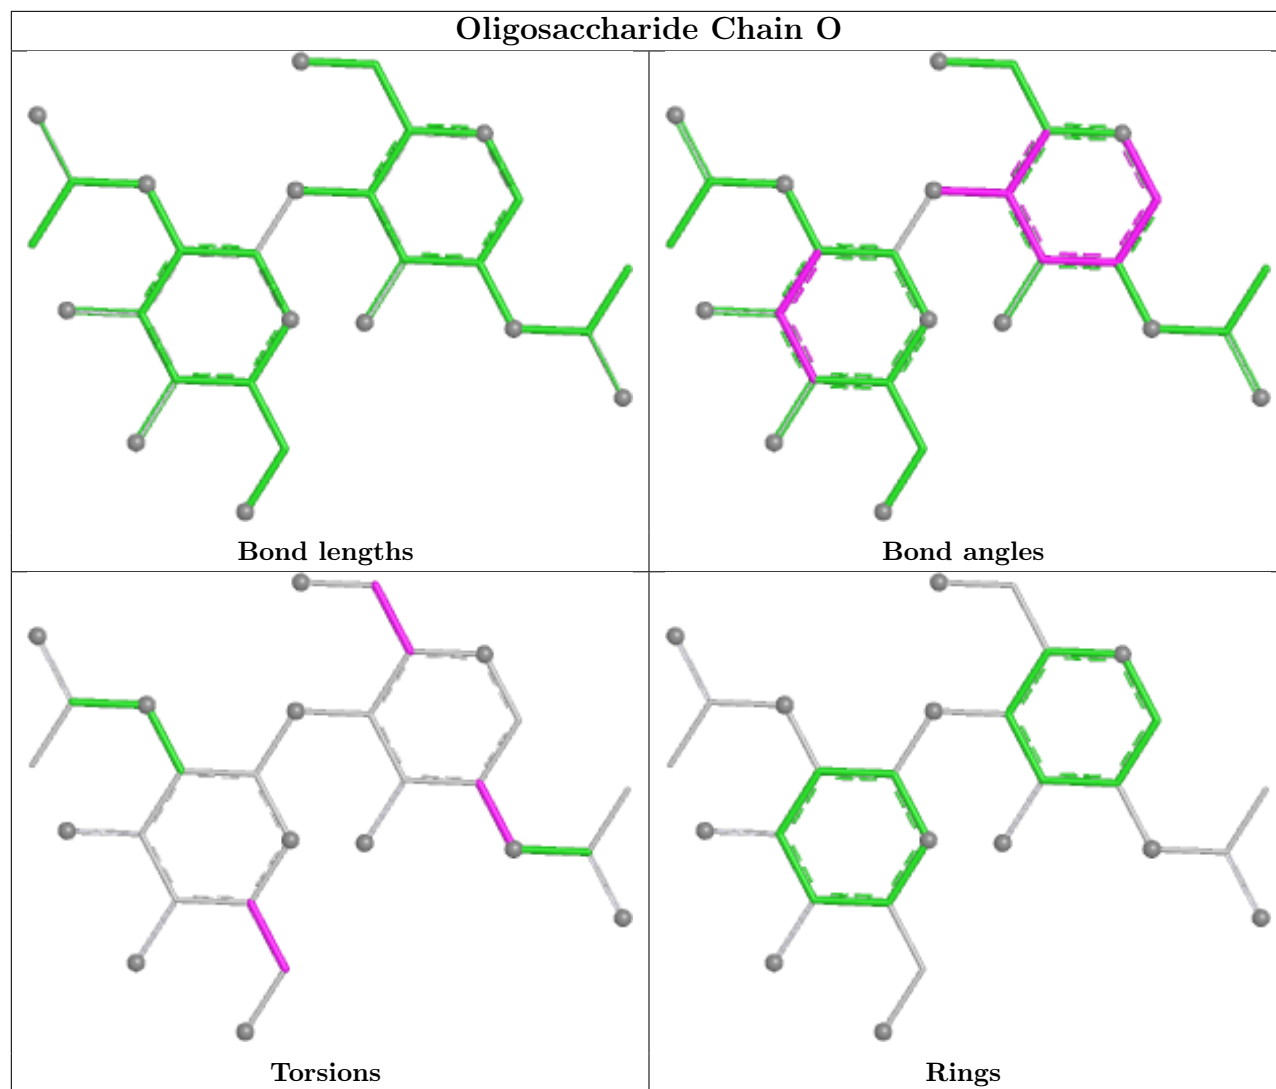 Oligosaccharide Chain O
Bond lengths
Bond angles
Torsions
Rings